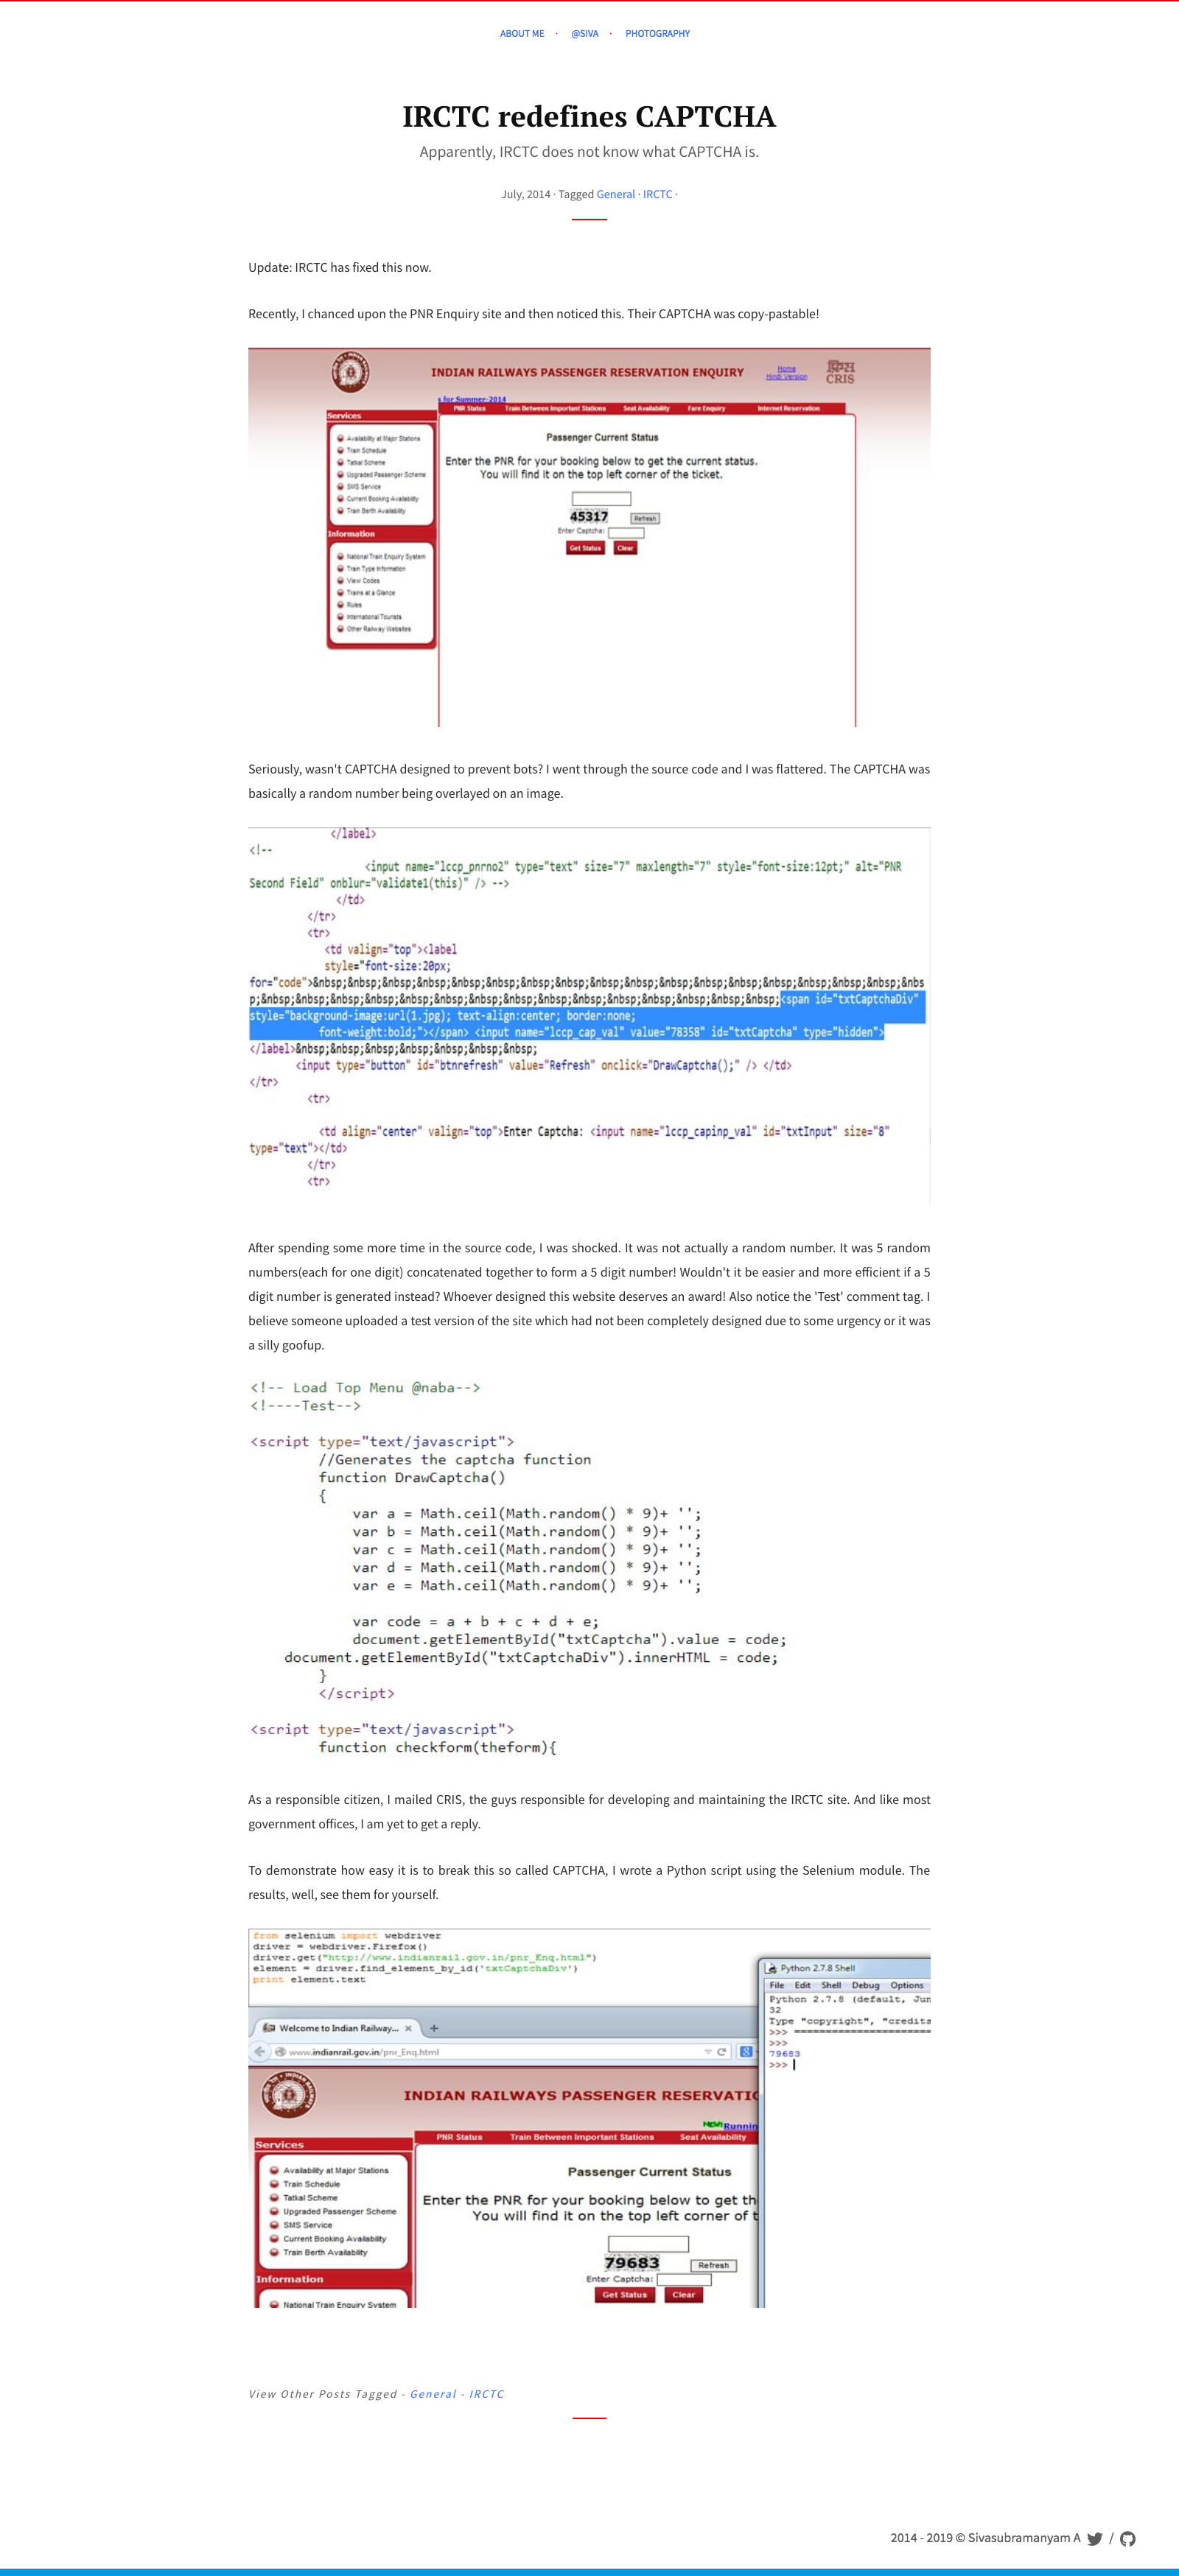 ABOUT ME · @SIVA · PHOTOGRAPHY
IRCTC redefines CAPTCHA
Apparently, IRCTC does not know what CAPTCHA is.
July, 2014 · Tagged General · IRCTC ·
Update: IRCTC has fixed this now.
Recently, I chanced upon the PNR Enquiry site and then noticed this. Their CAPTCHA was copy-pastable!
INDIAN RAILWAYS PASSENGER RESERVATION ENQUIRY
Home
Hindi Version
क्रिस
CRIS
s for Summer-2014
PNR Status Train Between Important Stations Seat Availability Fare Enquiry Internet Reservation
Services
Availability at Major Stations
Train Schedule
Tatkal Scheme
Upgraded Passenger Scheme
SMS Service
Current Booking Availability
Train Berth Availability
Information
National Train Enquiry System
Train Type Information
View Codes
Trains at a Glance
Rules
International Tourists
Other Railway Websites
Passenger Current Status
Enter the PNR for your booking below to get the current status.
You will find it on the top left corner of the ticket.
45317 Refresh
Enter Captcha:
Get Status Clear
Seriously, wasn't CAPTCHA designed to prevent bots? I went through the source code and I was flattered. The CAPTCHA was
basically a random number being overlayed on an image.
</label>
<!--
<input name="lccp_pnrno2" type="text" size="7" maxlength="7" style="font-size:12pt;" alt="PNR
Second Field" onblur="validate1(this)" /> -->
</td>
</tr>
<tr>
<td valign="top"><label
style="font-size:20px;
for="code">&nbsp;&nbsp;&nbsp;&nbsp;&nbsp;&nbsp;&nbsp;&nbsp;&nbsp;&nbsp;&nbsp;&nbsp;&nbsp;&nbsp;&nbsp;&nbsp;&nbsp;&nbs
p;&nbsp;&nbsp;&nbsp;&nbsp;&nbsp;&nbsp;&nbsp;&nbsp;&nbsp;&nbsp;&nbsp;&nbsp;&nbsp;&nbsp;&nbsp;<span id="txtCaptchaDiv"
style="background-image:url(1.jpg); text-align:center; border:none;
font-weight:bold;"></span> <input name="lccp_cap_val" value="78358" id="txtCaptcha" type="hidden">
</label>&nbsp;&nbsp;&nbsp;&nbsp;&nbsp;&nbsp;&nbsp;
<input type="button" id="btnrefresh" value="Refresh" onclick="DrawCaptcha();" /> </td>
</tr>
<tr>
<td align="center" valign="top">Enter Captcha: <input name="lccp_capinp_val" id="txtInput" size="8"
type="text"></td>
</tr>
<tr>
After spending some more time in the source code, I was shocked. It was not actually a random number. It was 5 random
numbers(each for one digit) concatenated together to form a 5 digit number! Wouldn't it be easier and more efficient if a 5
digit number is generated instead? Whoever designed this website deserves an award! Also notice the 'Test' comment tag. I
believe someone uploaded a test version of the site which had not been completely designed due to some urgency or it was
a silly goofup.
<!-- Load Top Menu @naba-->
<!----Test-->
<script type="text/javascript">
//Generates the captcha function
function DrawCaptcha()
{
var a = Math.ceil(Math.random() * 9)+ '';
var b = Math.ceil(Math.random() * 9)+ '';
var c = Math.ceil(Math.random() * 9)+ '';
var d = Math.ceil(Math.random() * 9)+ '';
var e = Math.ceil(Math.random() * 9)+ '';
var code = a + b + c + d + e;
document.getElementById("txtCaptcha").value = code;
document.getElementById("txtCaptchaDiv").innerHTML = code;
}
</script>
<script type="text/javascript">
function checkform(theform){
As a responsible citizen, I mailed CRIS, the guys responsible for developing and maintaining the IRCTC site. And like most
government offices, I am yet to get a reply.
To demonstrate how easy it is to break this so called CAPTCHA, I wrote a Python script using the Selenium module. The
results, well, see them for yourself.
from selenium import webdriver
driver = webdriver.Firefox()
driver.get("http://www.indianrail.gov.in/pnr_Enq.html")
element = driver.find_element_by_id('txtCaptchaDiv')
print element.text
Python 2.7.8 Shell
File Edit Shell Debug Options
Python 2.7.8 (default, Jun
32
Type "copyright", "credits
>>> ======================
>>>
79683
>>>
Welcome to Indian Railway... × +
www.indianrail.gov.in/pnr_Enq.html
INDIAN RAILWAYS PASSENGER RESERVATIO
NEW! Runnin
PNR Status Train Between Important Stations Seat Availability
Services
Availability at Major Stations
Train Schedule
Tatkal Scheme
Upgraded Passenger Scheme
SMS Service
Current Booking Availability
Train Berth Availability
Information
National Train Enquiry System
Passenger Current Status
Enter the PNR for your booking below to get th
You will find it on the top left corner of t
79683 Refresh
Enter Captcha:
Get Status Clear
View Other Posts Tagged - General - IRCTC
2014 - 2019 © Sivasubramanyam A /